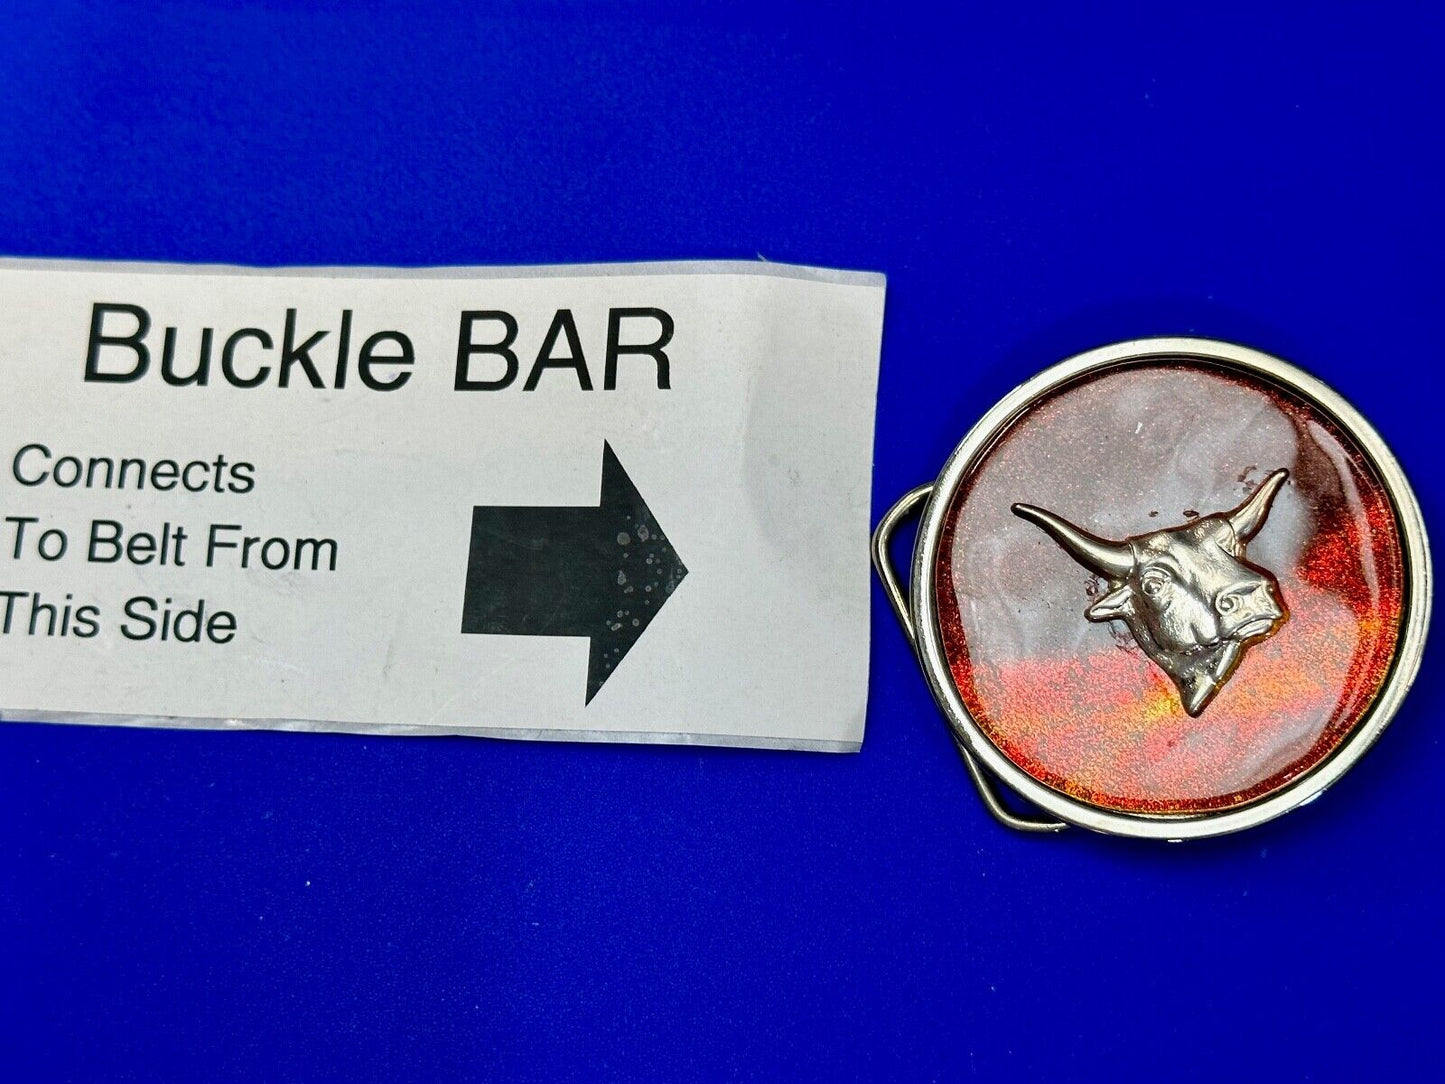 Buckle BAR
Connects
To Belt From
This Side